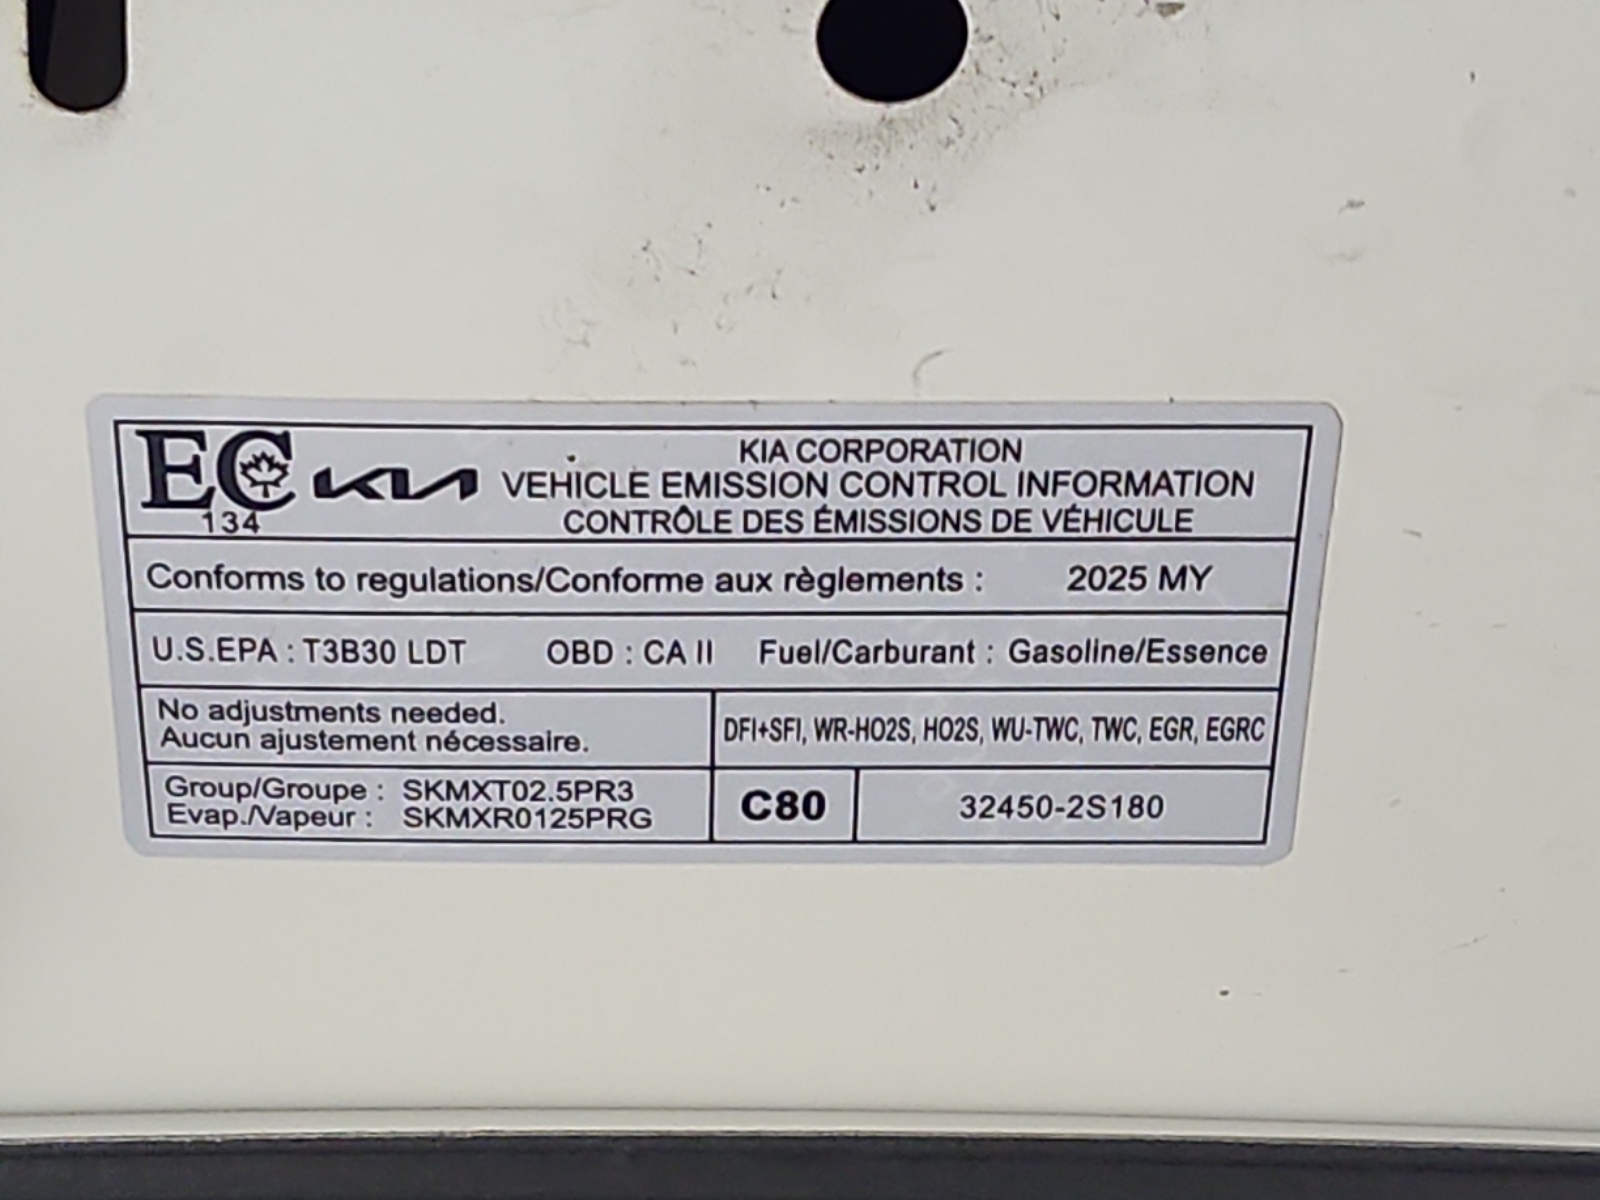 EC KIA
134
KIA CORPORATION
VEHICLE EMISSION CONTROL INFORMATION
CONTRÔLE DES ÉMISSIONS DE VÉHICULE
Conforms to regulations/Conforme aux règlements : 2025 MY
U.S.EPA : T3B30 LDT OBD : CA II Fuel/Carburant : Gasoline/Essence
No adjustments needed.
Aucun ajustement nécessaire.
DFI+SFI, WR-HO2S, HO2S, WU-TWC, TWC, EGR, EGRC
Group/Groupe : SKMXT02.5PR3
Evap./Vapeur : SKMXR0125PRG
C80
32450-2S180